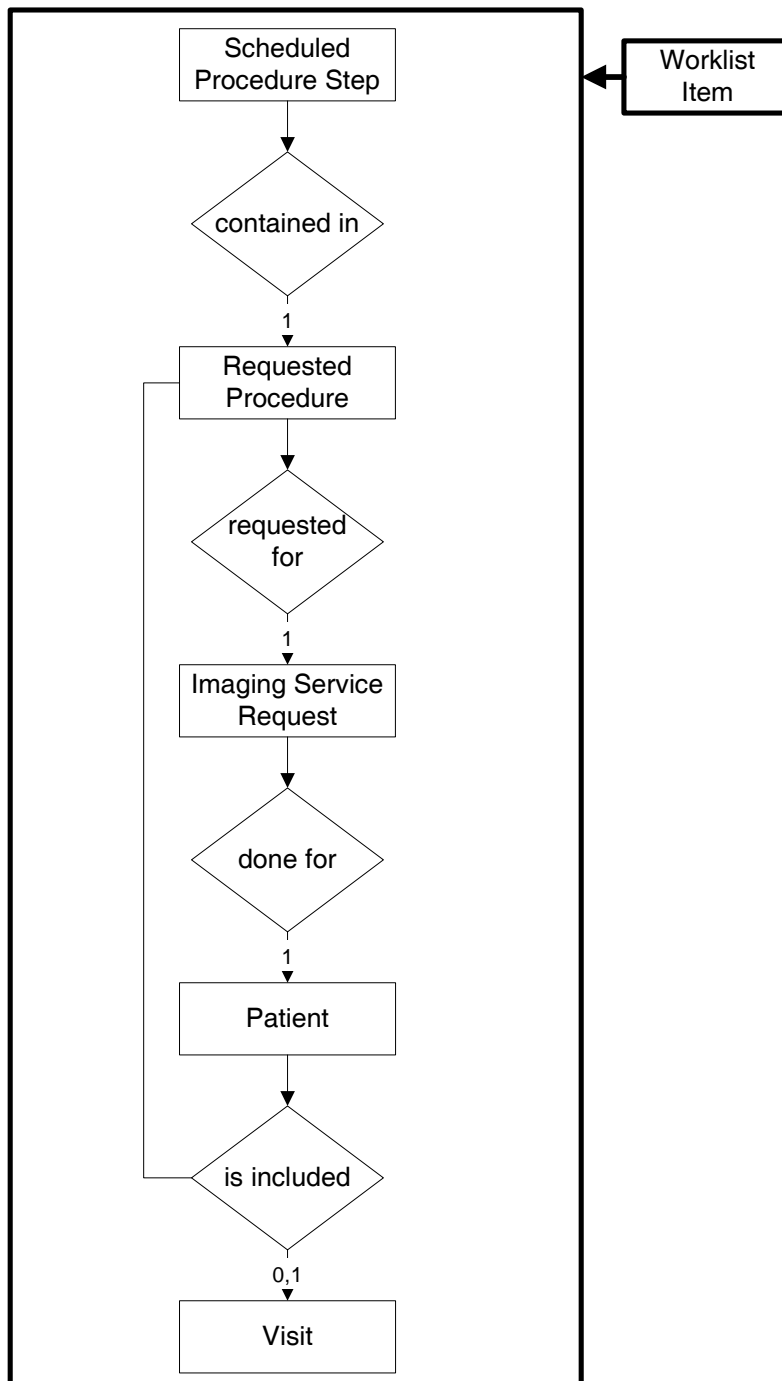 Scheduled
Procedure Step
Worklist
Item
contained in
1
Requested
Procedure
requested
for
1
Imaging Service
Request
done for
1
Patient
is included
0,1
Visit